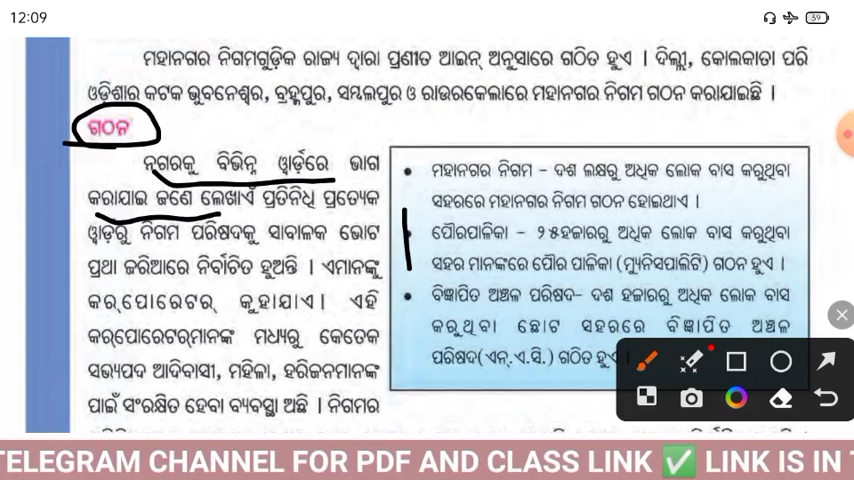 12:09
39
ମହାନଗର ନିଗମଗୁଡ଼ିକ ରାଜ୍ୟ ଦ୍ୱାରା ପ୍ରଣୀତ ଆଇନ୍ ଅନୁସାରେ ଗଠିତ ହୁଏ । ଦିଲ୍ଲୀ, କୋଲକାତା ପରି
ଓଡ଼ିଶାର କଟକ ଭୁବନେଶ୍ୱର, ବ୍ରହ୍ମପୁର, ସମ୍ବଲପୁର ଓ ରାଉରକେଲାରେ ମହାନଗର ନିଗମ ଗଠନ କରାଯାଇଛି ।
ଗଠନ
ନଗରକୁ ବିଭିନ୍ନ ୱାର୍ଡ଼ରେ ଭାଗ
କରାଯାଇ ଜଣେ ଲେଖାଏଁ ପ୍ରତିନିଧି ପ୍ରତ୍ୟେକ
ୱାର୍ଡ଼ରୁ ନିଗମ ପରିଷଦକୁ ସାବାଳକ ଭୋଟ
ପ୍ରଥା ଜରିଆରେ ନିର୍ବାଚିତ ହୁଅନ୍ତି । ଏମାନଙ୍କୁ
କର୍ପୋରେଟର୍ କୁହାଯାଏ। ଏହି
କର୍ପୋରେଟର୍‌ମାନଙ୍କ ମଧ୍ୟରୁ କେତେକ
ସଭ୍ୟପଦ ଆଦିବାସୀ, ମହିଳା, ହରିଜନମାନଙ୍କ
ପାଇଁ ସଂରକ୍ଷିତ ହେବା ବ୍ୟବସ୍ଥା ଅଛି । ନିଗମର
• ମହାନଗର ନିଗମ – ଦଶ ଲକ୍ଷରୁ ଅଧିକ ଲୋକ ବାସ କରୁଥିବା
ସହରରେ ମହାନଗର ନିଗମ ଗଠନ ହୋଇଥାଏ ।
• ପୌରପାଳିକା – ୨୫ହଜାରରୁ ଅଧିକ ଲୋକ ବାସ କରୁଥିବା
ସହର ମାନଙ୍କରେ ପୌର ପାଳିକା (ମ୍ୟୁନିସପାଲିଟି) ଗଠନ ହୁଏ ।
• ବିଜ୍ଞାପିତ ଅଞ୍ଚଳ ପରିଷଦ– ଦଶ ହଜାରରୁ ଅଧିକ ଲୋକ ବାସ
କରୁଥିବା ଛୋଟ ସହରରେ ବିଜ୍ଞାପିତ ଅଞ୍ଚଳ
ପରିଷଦ(ଏନ୍.ଏ.ସି.) ଗଠିତ ହୁଏ ।
TELEGRAM CHANNEL FOR PDF AND CLASS LINK ✅ LINK IS IN